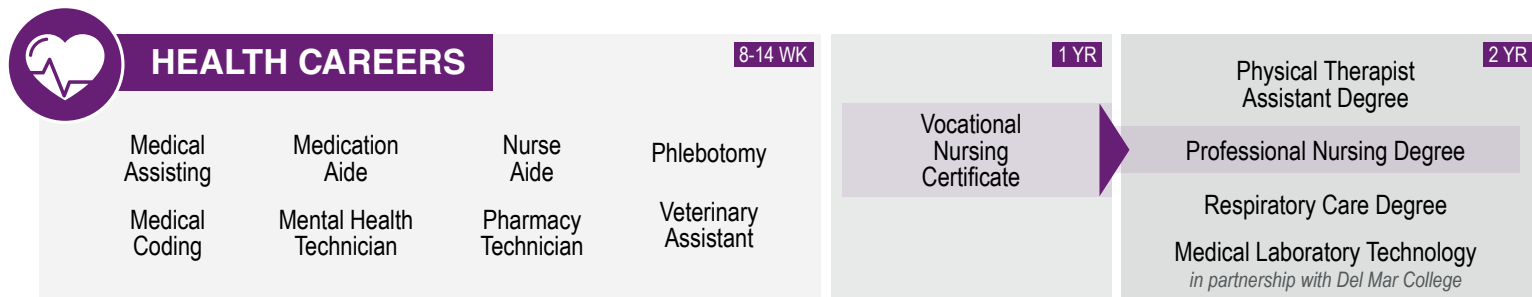 HEALTH CAREERS
8-14 WK
Medical
Assisting
Medication
Aide
Nurse
Aide
Phlebotomy
Medical
Coding
Mental Health
Technician
Pharmacy
Technician
Veterinary
Assistant
1 YR
Vocational
Nursing
Certificate
2 YR
Physical Therapist
Assistant Degree
Professional Nursing Degree
Respiratory Care Degree
Medical Laboratory Technology
in partnership with Del Mar College